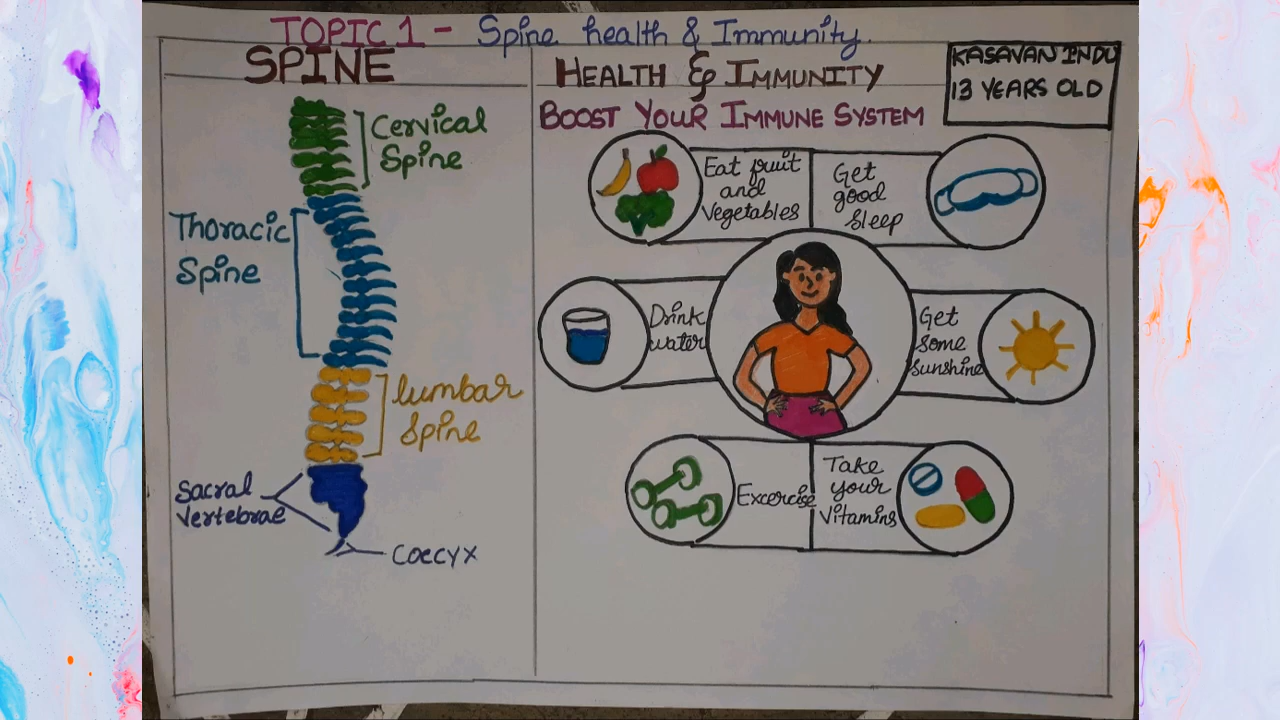 TOPIC 1 - Spine health & Immunity.
SPINE
Cervical
Spine
Thoracic
Spine
lumbar
Spine
Sacral
Vertebrae
COCCYX
HEALTH & IMMUNITY
KASAVAN INDU
13 YEARS OLD
BOOST YOUR IMMUNE SYSTEM
Eat fruit
and
Vegetables
Get
good
Sleep
Drink
water
Get
some
sunshine
Excercise
Take
your
Vitamins